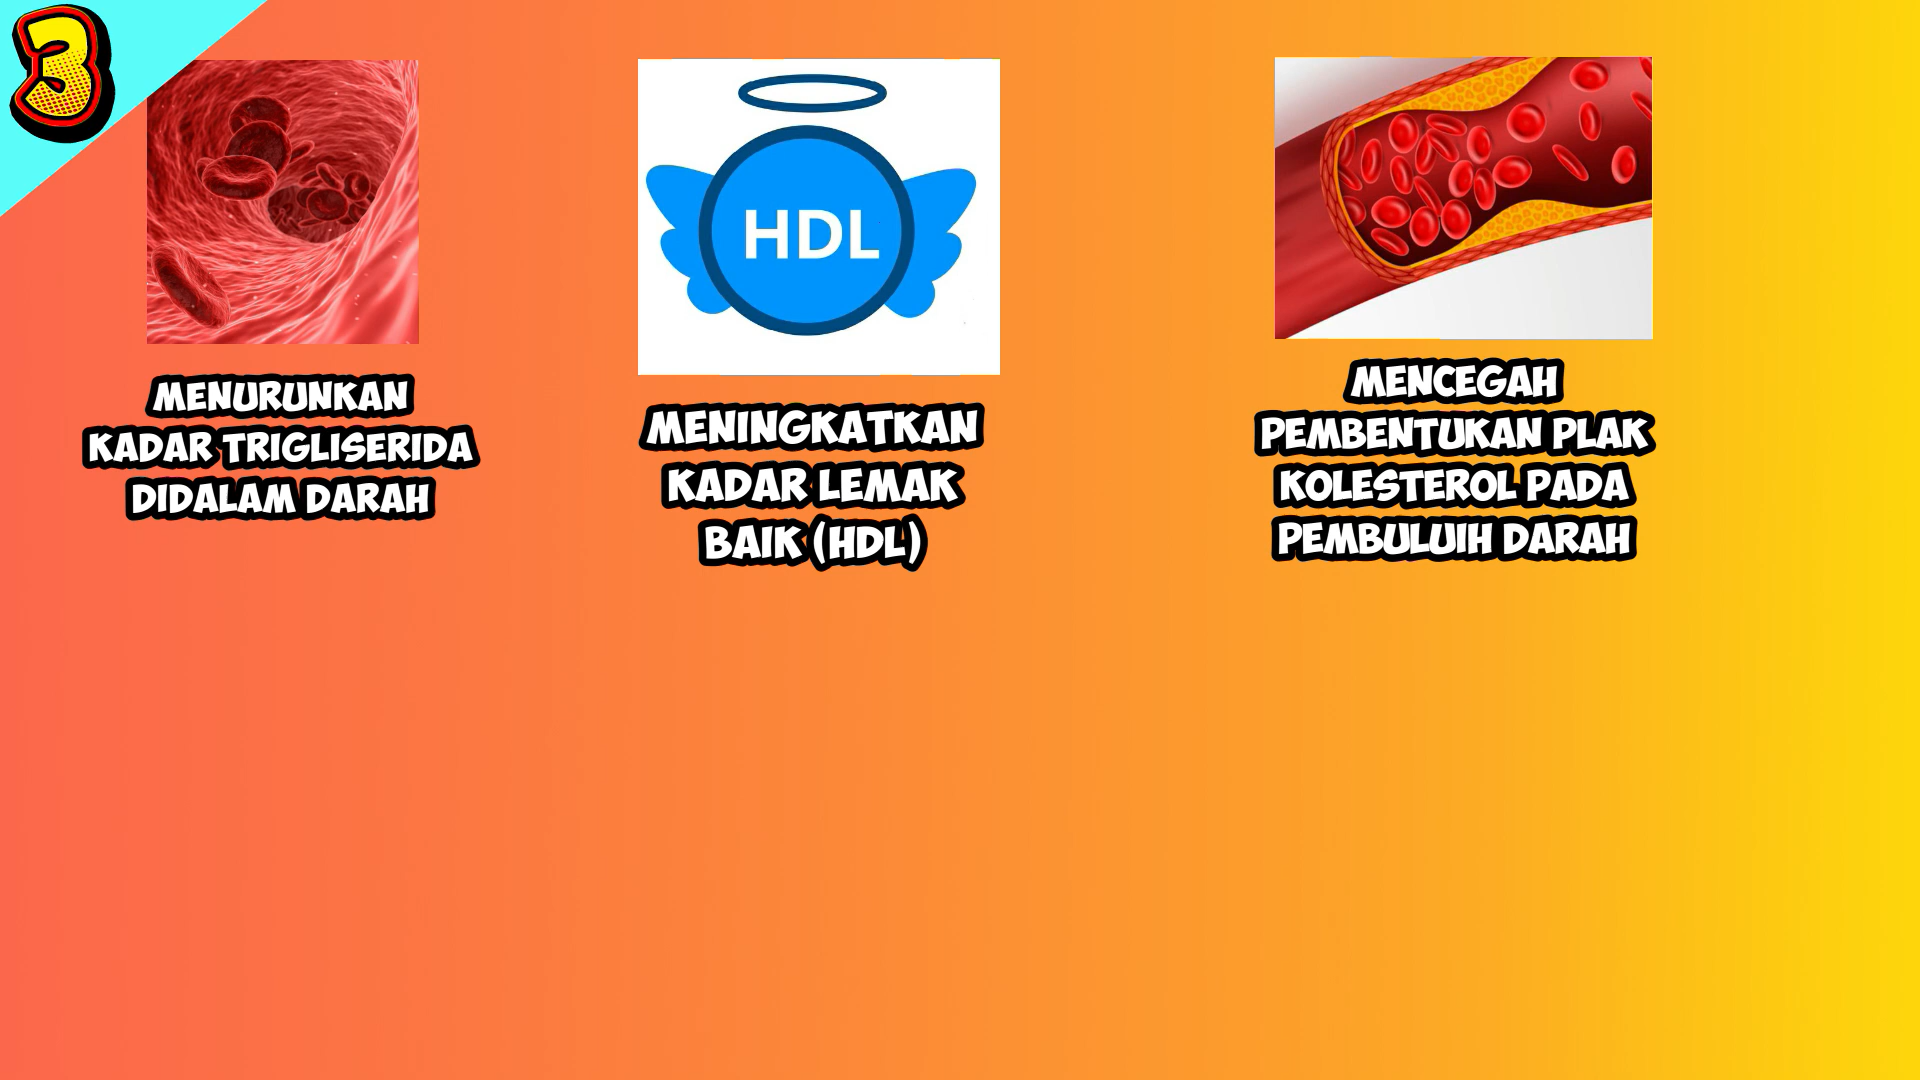 3
MENURUNKAN
KADAR TRIGLISERIDA
DIDALAM DARAH
HDL
MENINGKATKAN
KADAR LEMAK
BAIK (HDL)
MENCEGAH
PEMBENTUKAN PLAK
KOLESTEROL PADA
PEMBULUIH DARAH